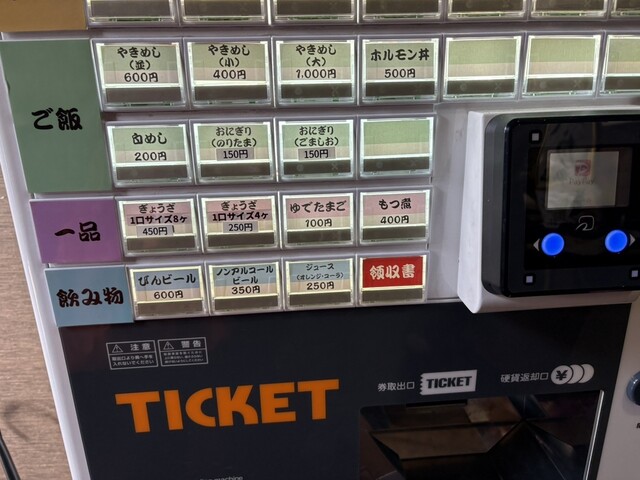 ご飯
やきめし
(並)
600円
やきめし
(小)
400円
やきめし
(大)
1,000円
ホルモン丼
500円
白めし
200円
おにぎり
(のりたま)
150円
おにぎり
(ごましお)
150円
一品
ぎょうざ
1口サイズ8ヶ
450円
ぎょうざ
1口サイズ4ヶ
250円
ゆでたまご
100円
もつ煮
400円
飲み物
びんビール
600円
ノンアルコール
ビール
350円
ジュース
(オレンジ・コーラ)
250円
領収書
注意
警告
TICKET
券取出口
TICKET
硬貨返却口
¥